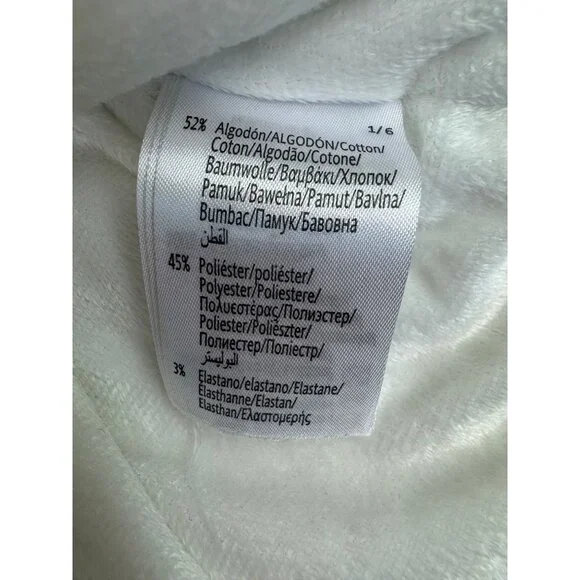 52% Algodón/ALGODÓN/Cotton/ 1/6
Coton/Algodão/Cotone/
Baumwolle/Βαμβάκι/Хлопок/
Pamuk/Bawełna/Pamut/Bavlna/
Bumbac/Памук/Бавовна
القطن
45% Poliéster/poliéster/
Polyester/Poliestere/
Πολυεστέρας/Полиэстер/
Poliester/Poliészter/
Полиестер/Поліестр/
البوليستر
3% Elastano/elastano/Elastane/
Élasthanne/Elastan/
Elasthan/Ελαστομερής